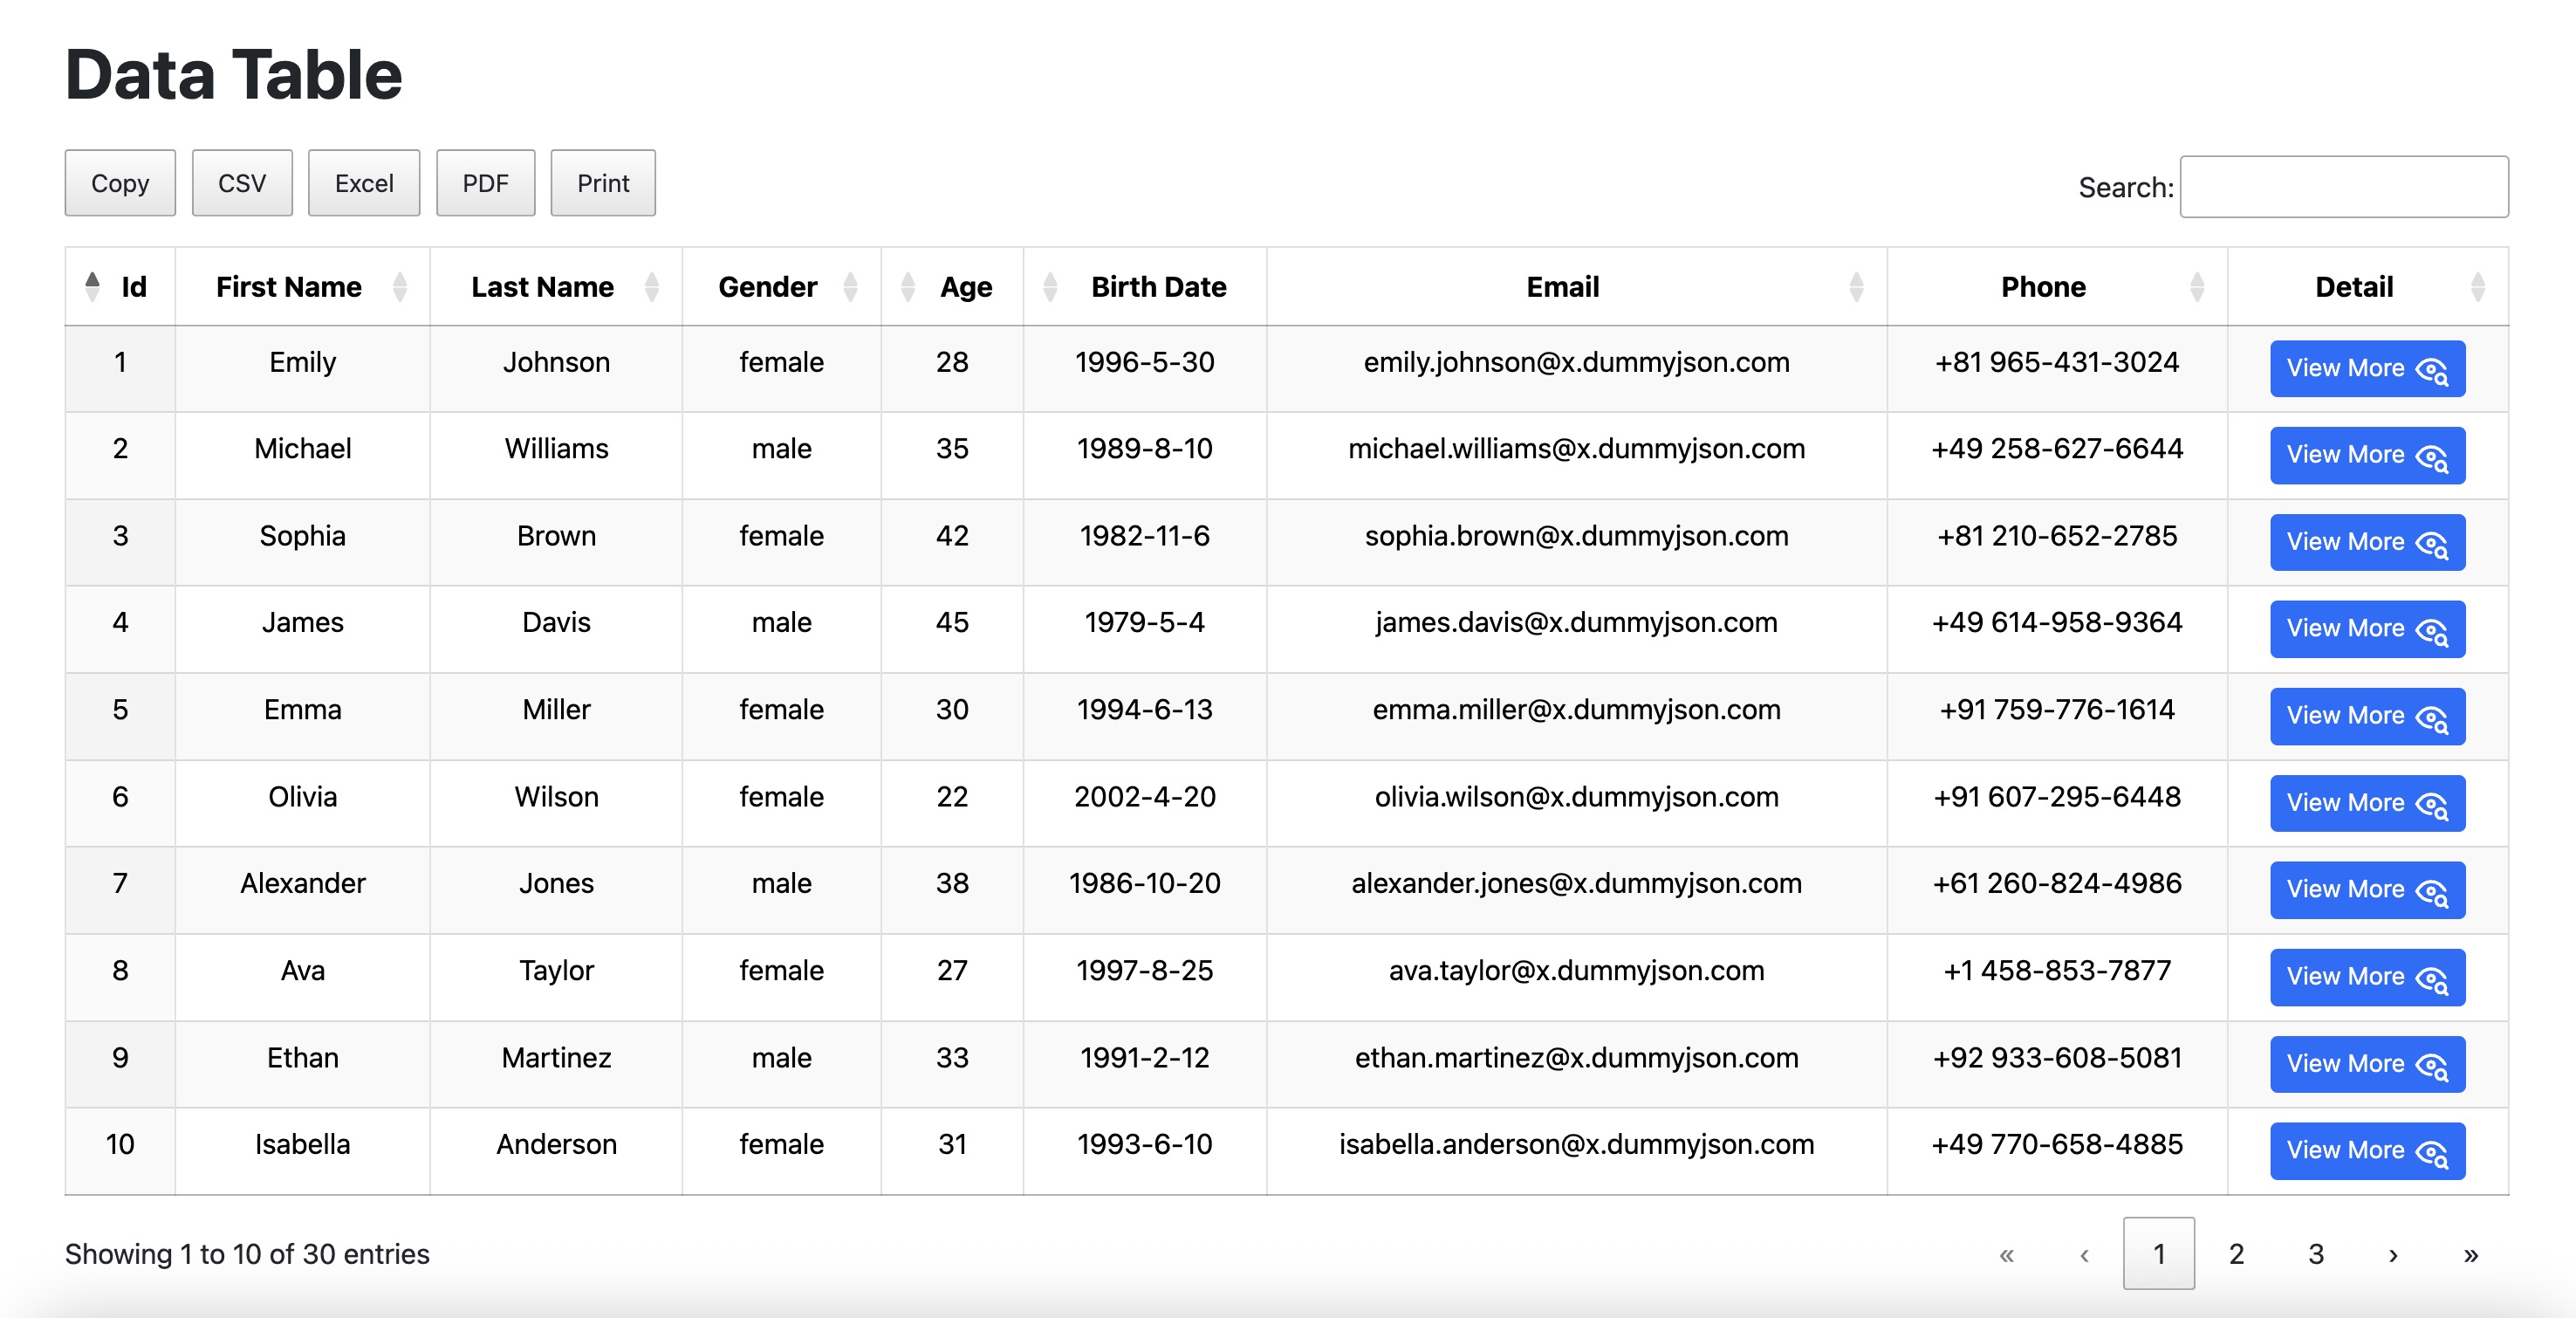 Data Table
Copy CSV Excel PDF Print Search:
Id First Name Last Name Gender Age Birth Date Email Phone Detail
1 Emily Johnson female 28 1996-5-30 emily.johnson@x.dummyjson.com +81 965-431-3024 View More
2 Michael Williams male 35 1989-8-10 michael.williams@x.dummyjson.com +49 258-627-6644 View More
3 Sophia Brown female 42 1982-11-6 sophia.brown@x.dummyjson.com +81 210-652-2785 View More
4 James Davis male 45 1979-5-4 james.davis@x.dummyjson.com +49 614-958-9364 View More
5 Emma Miller female 30 1994-6-13 emma.miller@x.dummyjson.com +91 759-776-1614 View More
6 Olivia Wilson female 22 2002-4-20 olivia.wilson@x.dummyjson.com +91 607-295-6448 View More
7 Alexander Jones male 38 1986-10-20 alexander.jones@x.dummyjson.com +61 260-824-4986 View More
8 Ava Taylor female 27 1997-8-25 ava.taylor@x.dummyjson.com +1 458-853-7877 View More
9 Ethan Martinez male 33 1991-2-12 ethan.martinez@x.dummyjson.com +92 933-608-5081 View More
10 Isabella Anderson female 31 1993-6-10 isabella.anderson@x.dummyjson.com +49 770-658-4885 View More
Showing 1 to 10 of 30 entries « ‹ 1 2 3 › »